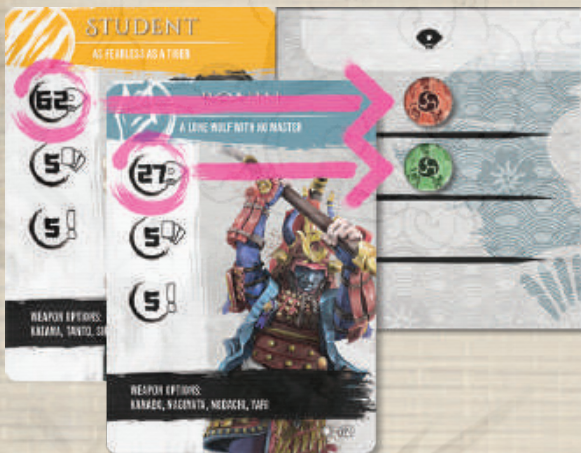 STUDENT
AS FEARLESS AS A TIGER
62
5
5
WEAPON OPTIONS:
KATANA, TANTO,
A LONE WOLF WITH NO MASTER
27
5
5
WEAPON OPTIONS:
KANABO, NAGINATA, NODACHI, YARI